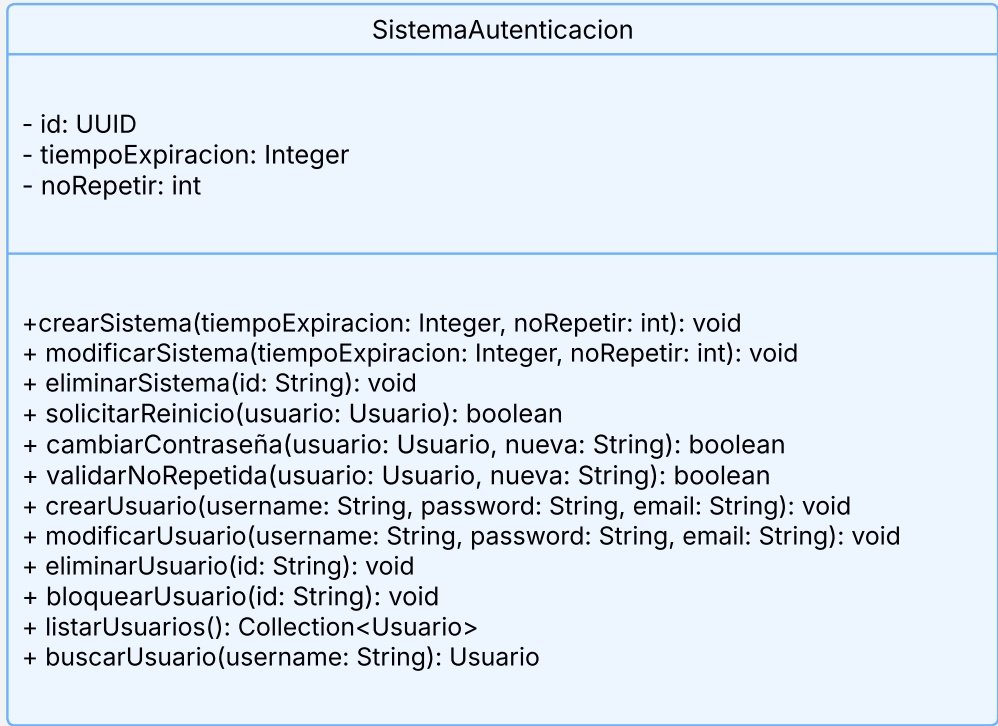 SistemaAutenticacion
- id: UUID
- tiempoExpiracion: Integer
- noRepetir: int
+crearSistema(tiempoExpiracion: Integer, noRepetir: int): void
+ modificarSistema(tiempoExpiracion: Integer, noRepetir: int): void
+ eliminarSistema(id: String): void
+ solicitarReinicio(usuario: Usuario): boolean
+ cambiarContraseña(usuario: Usuario, nueva: String): boolean
+ validarNoRepetida(usuario: Usuario, nueva: String): boolean
+ crearUsuario(username: String, password: String, email: String): void
+ modificarUsuario(username: String, password: String, email: String): void
+ eliminarUsuario(id: String): void
+ bloquearUsuario(id: String): void
+ listarUsuarios(): Collection<Usuario>
+ buscarUsuario(username: String): Usuario